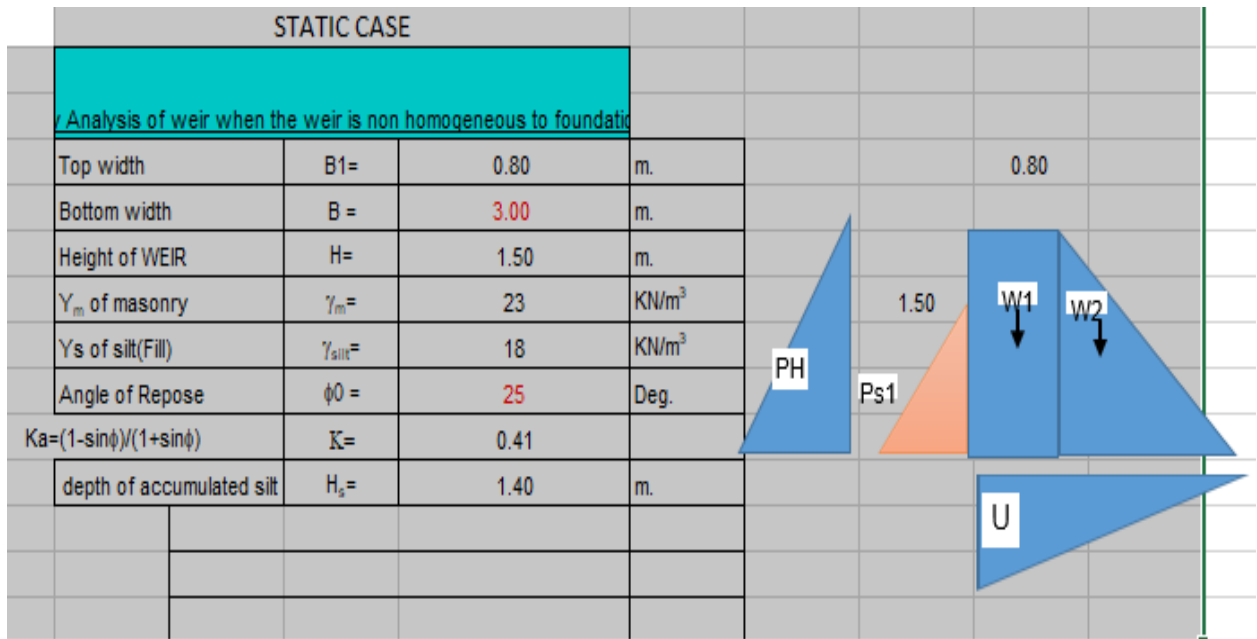 STATIC CASE
y Analysis of weir when the weir is non homogeneous to foundatio
Top width B1= 0.80 m. 0.80
Bottom width B = 3.00 m.
Height of WEIR H= 1.50 m.
Yₘ of masonry γₘ= 23 KN/m³ 1.50 W1 W2
Ys of silt(Fill) γₛᵢₗₜ= 18 KN/m³ PH
Angle of Repose ϕ0 = 25 Deg. Ps1
Ka=(1-sinϕ)/(1+sinϕ) K= 0.41
depth of accumulated silt Hₛ= 1.40 m.
U